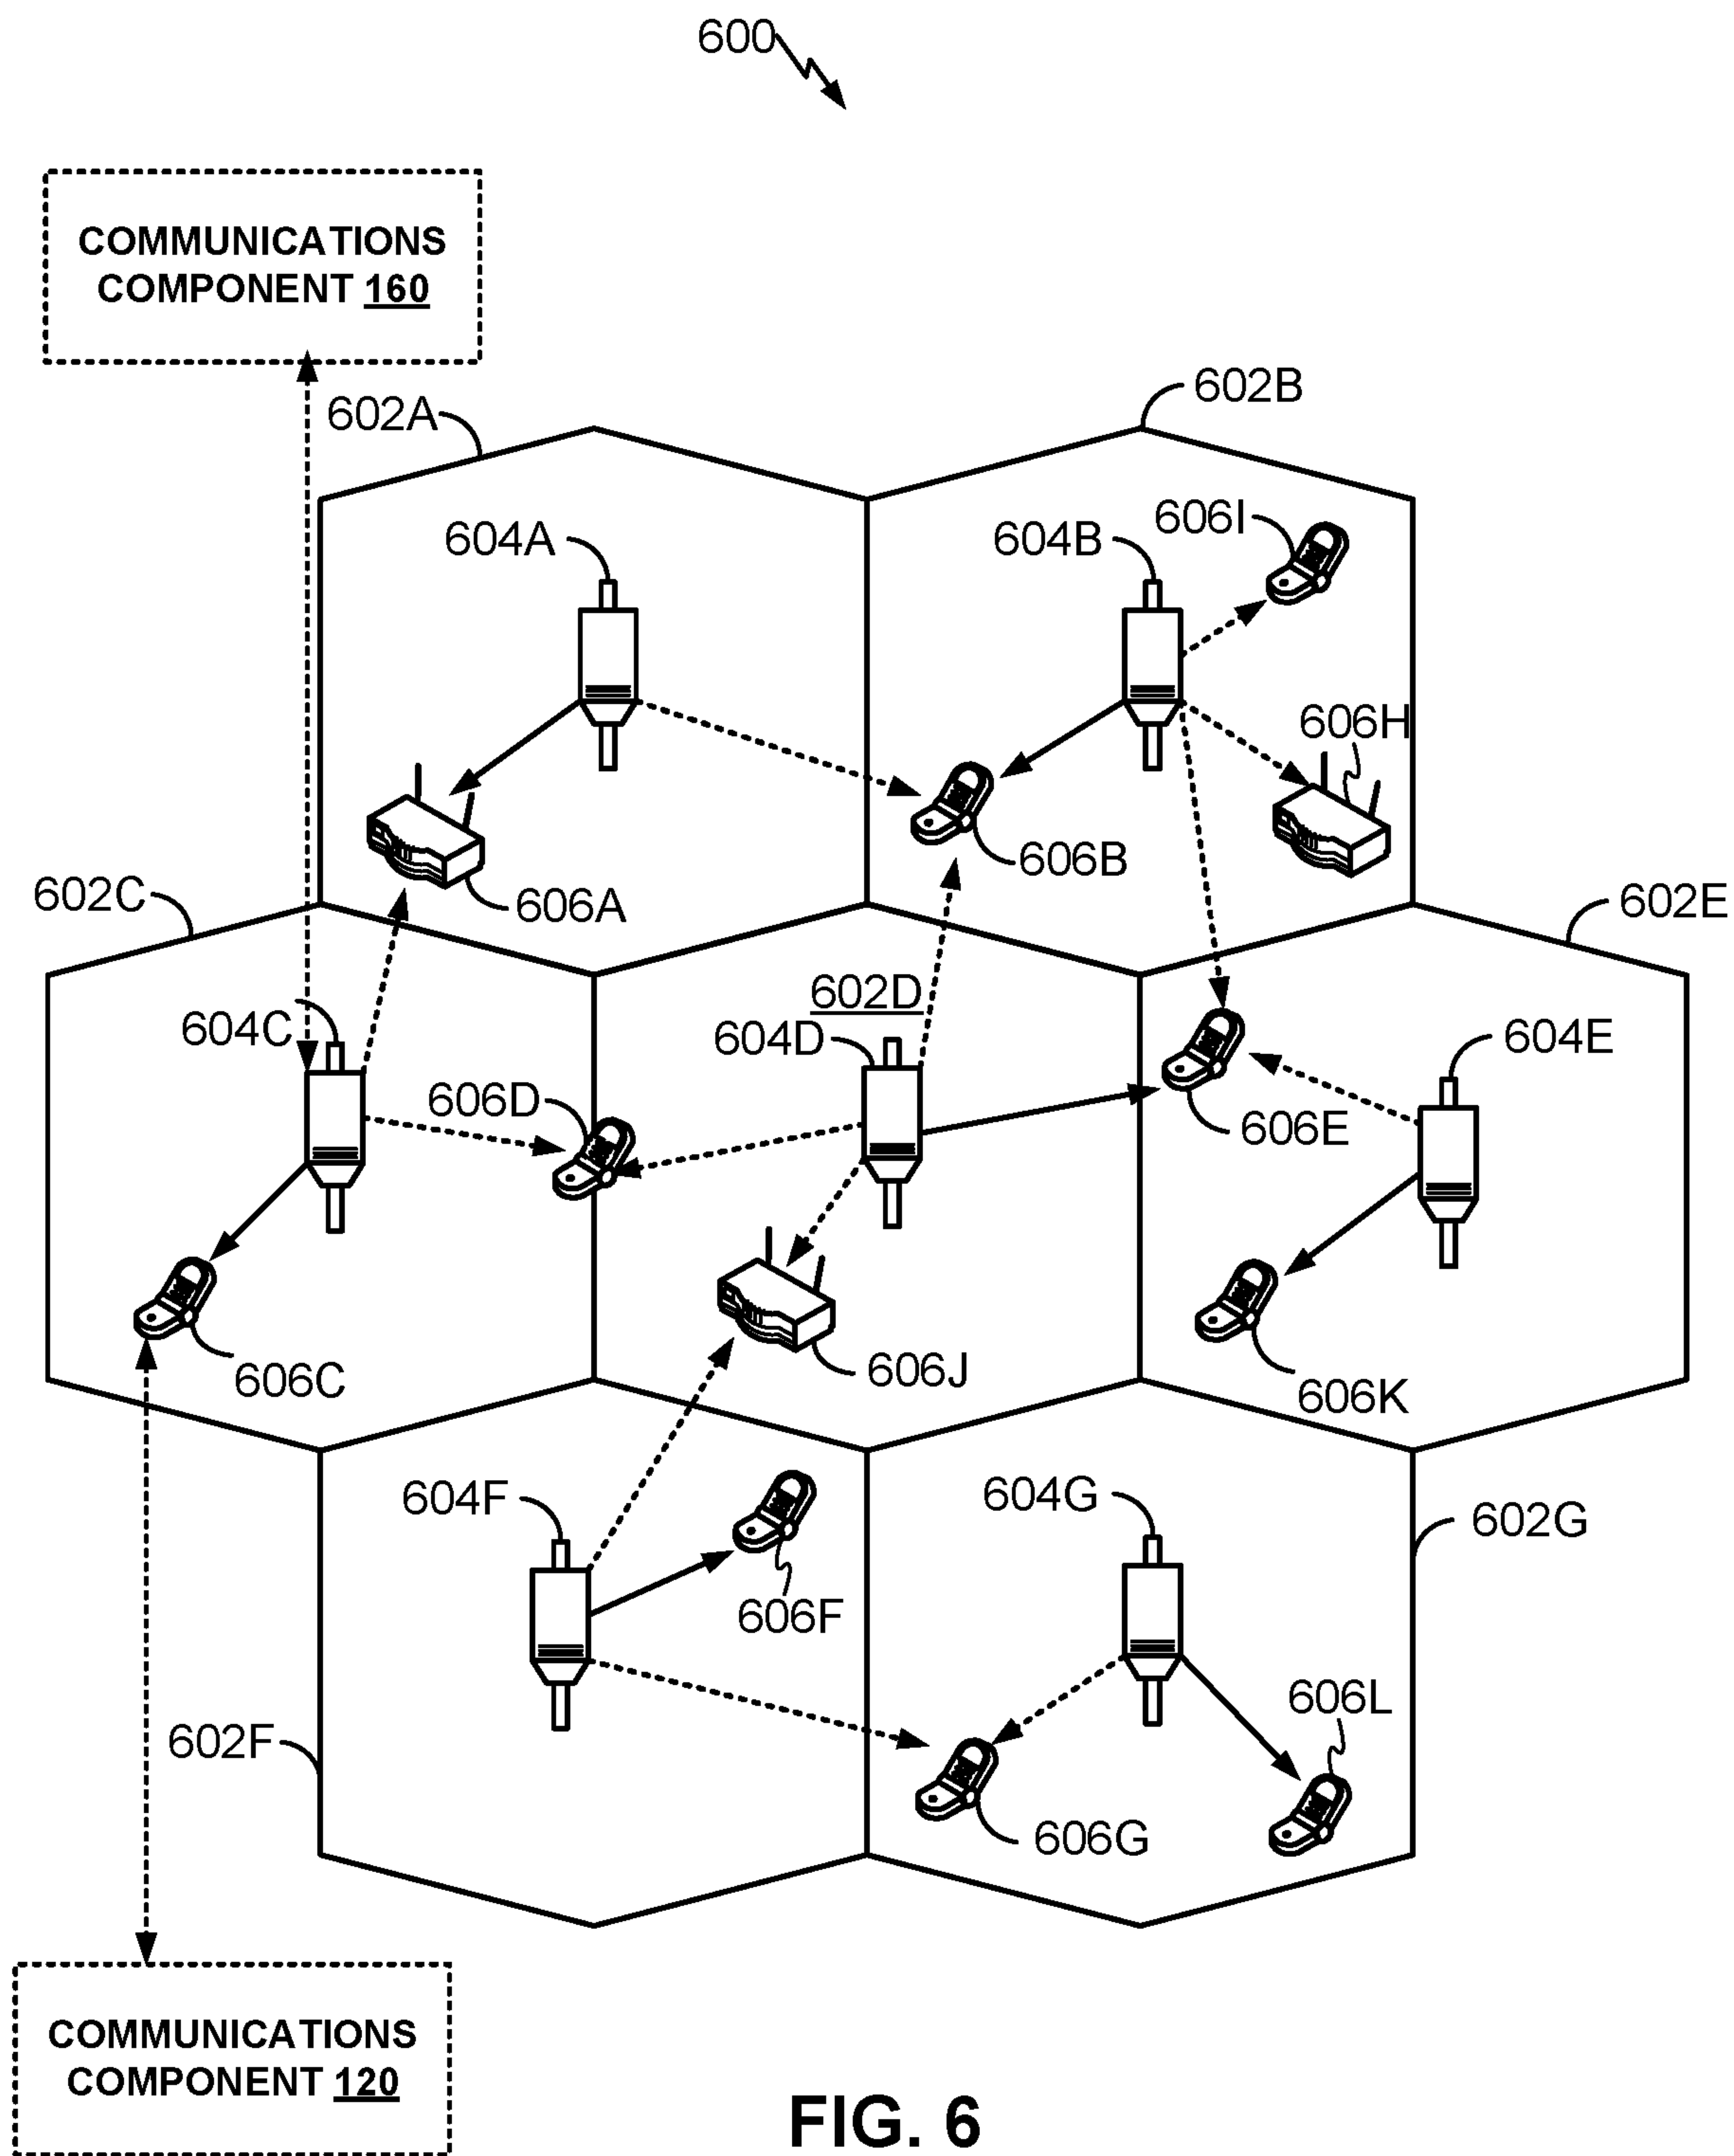 600
COMMUNICATIONS
COMPONENT 160
602A
602B
604A
604B
606I
606H
606B
606A
602C
602E
602D
604C
604D
604E
606D
606E
606C
606J
606K
604F
604G
602G
606F
606L
602F
606G
COMMUNICATIONS
COMPONENT 120
FIG. 6